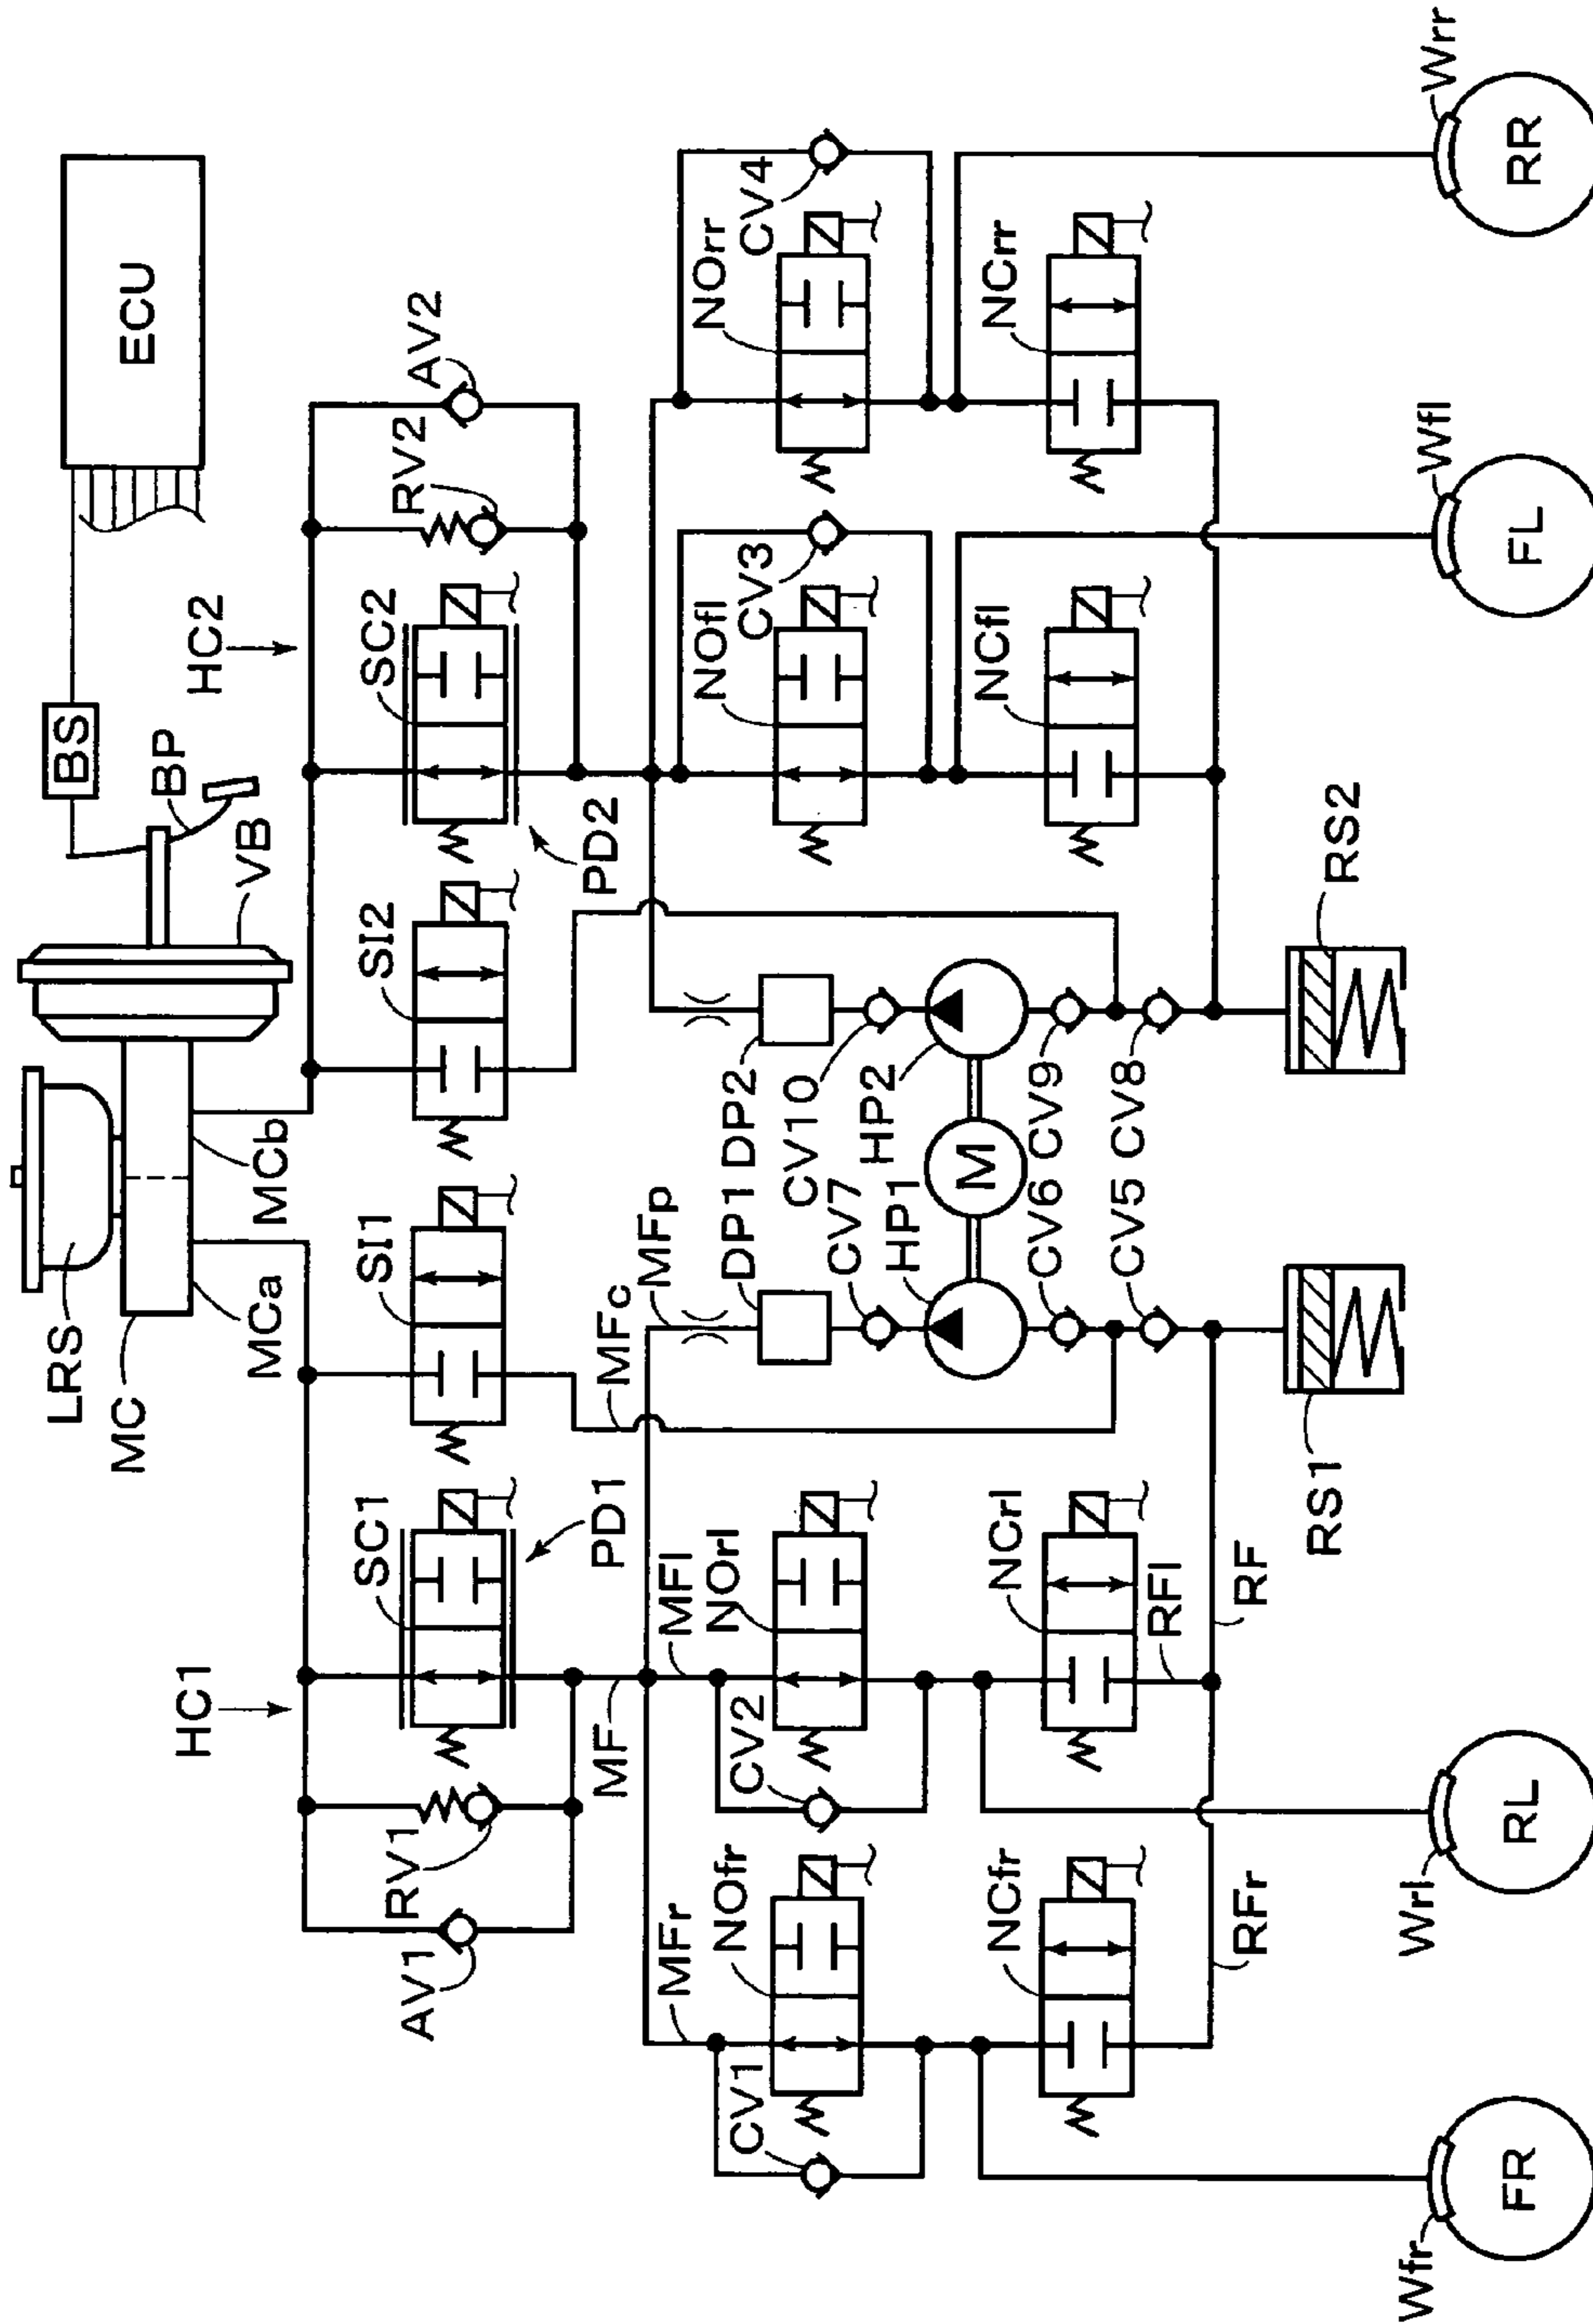 LRS
MC
MCa
MCb
VB
BP
BS
ECU
HC1
HC2
AV1
RV1
SC1
PD1
SI1
SI2
SC2
PD2
RV2
AV2
MF
MFr
MFl
MFc
MFp
CV1
NOfr
CV2
NOrl
DP1
DP2
CV7
CV10
HP1
HP2
M
NOfl
CV3
NOrr
CV4
NCfr
NCrl
CV6
CV9
CV5
CV8
NCfl
NCrr
RFr
RFl
RF
RS1
RS2
Wfr
FR
Wrl
RL
Wfl
FL
Wrr
RR